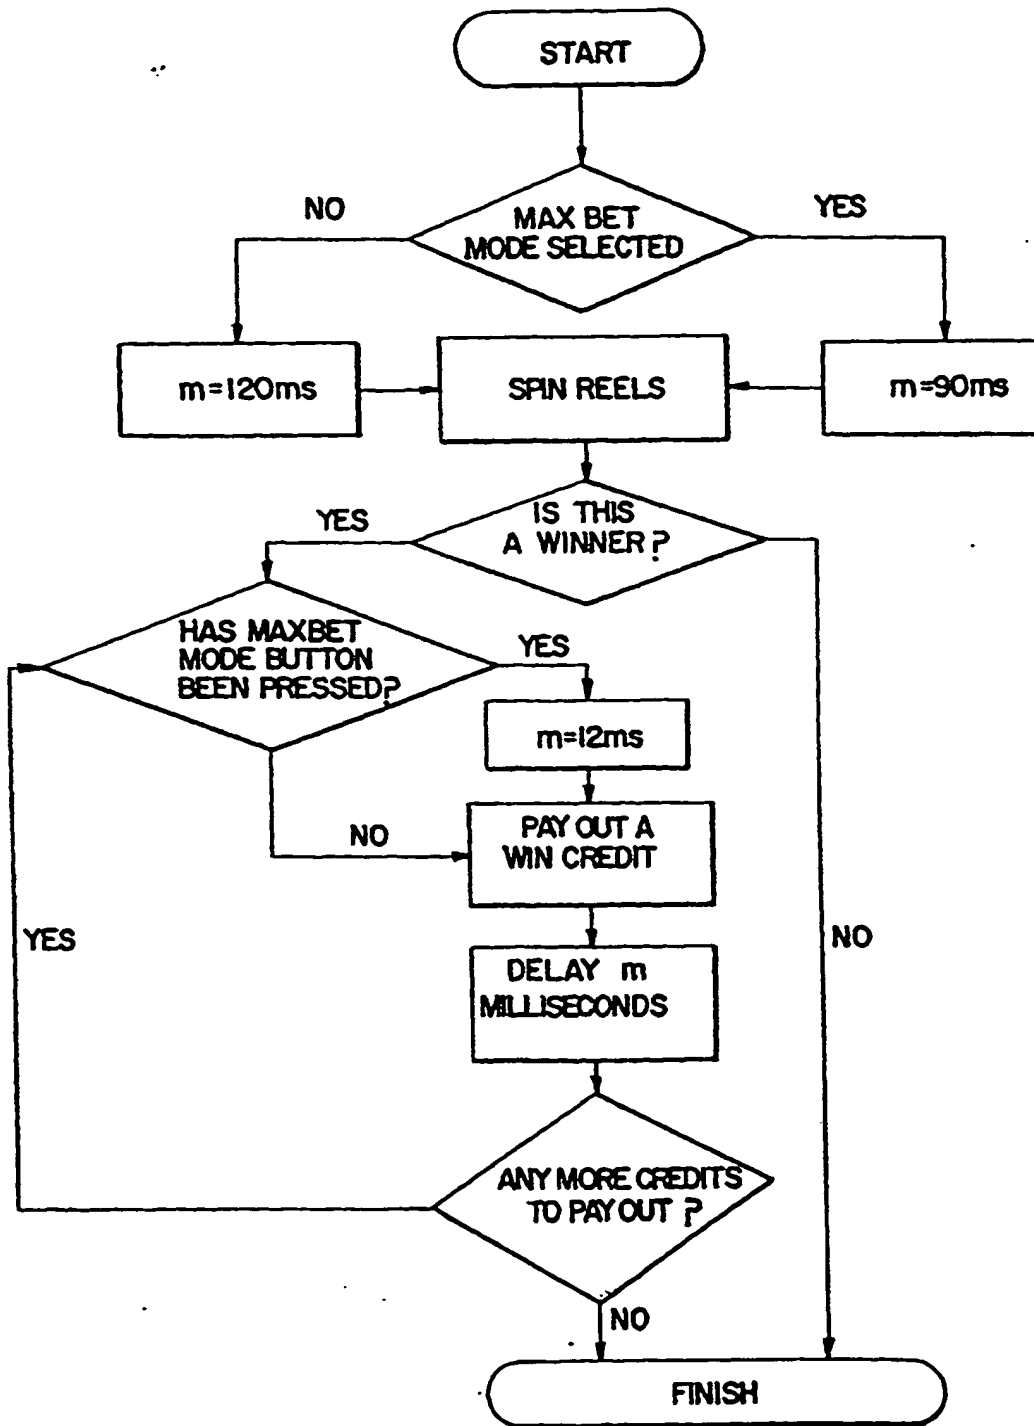 START
NO
YES
MAX BET
MODE SELECTED
m=120ms
SPIN REELS
m=90ms
YES
IS THIS
A WINNER?
HAS MAXBET
MODE BUTTON
BEEN PRESSED?
YES
m=12ms
NO
PAY OUT A
WIN CREDIT
YES
NO
DELAY m
MILLISECONDS
ANY MORE CREDITS
TO PAY OUT ?
NO
FINISH